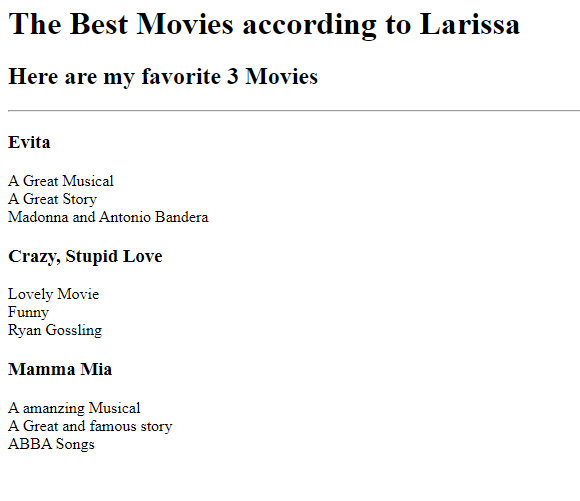 The Best Movies according to Larissa
Here are my favorite 3 Movies
Evita
A Great Musical
A Great Story
Madonna and Antonio Bandera
Crazy, Stupid Love
Lovely Movie
Funny
Ryan Gossling
Mamma Mia
A amanzing Musical
A Great and famous story
ABBA Songs